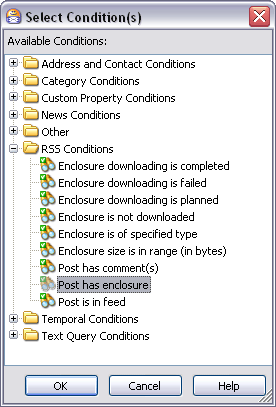 Select Condition(s)
Available Conditions:
Address and Contact Conditions
Category Conditions
Custom Property Conditions
News Conditions
Other
RSS Conditions
Enclosure downloading is completed
Enclosure downloading is failed
Enclosure downloading is planned
Enclosure is not downloaded
Enclosure is of specified type
Enclosure size is in range (in bytes)
Post has comment(s)
Post has enclosure
Post is in feed
Temporal Conditions
Text Query Conditions
OK Cancel Help